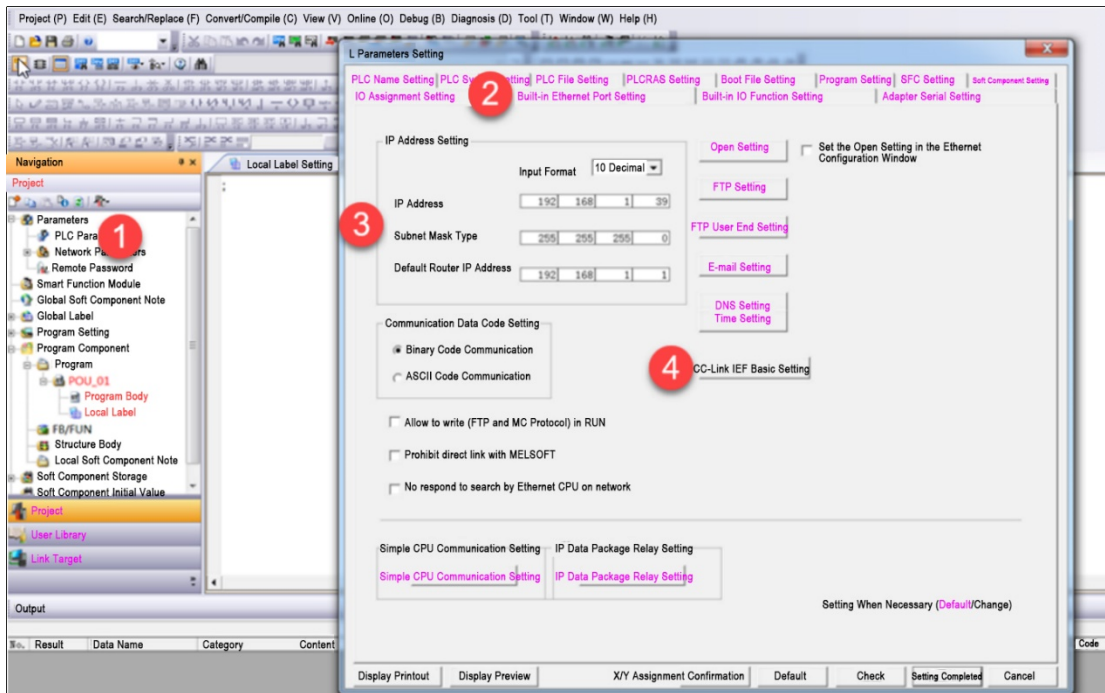 Project (P) Edit (E) Search/Replace (F) Convert/Compile (C) View (V) Online (O) Debug (B) Diagnosis (D) Tool (T) Window (W) Help (H)
L Parameters Setting
PLC Name Setting PLC File Setting PLCRAS Setting Boot File Setting Program Setting SFC Setting Soft Component Setting
IO Assignment Setting 2 Built-in Ethernet Port Setting Built-in IO Function Setting Adapter Serial Setting
Navigation
Local Label Setting
Project
Parameters
PLC 1
Network
Remote Password
Smart Function Module
Global Soft Component Note
Global Label
Program Setting
Program Component
Program
POU_01
Program Body
Local Label
FB/FUN
Structure Body
Local Soft Component Note
Soft Component Storage
Soft Component Initial Value
Project
User Library
Link Target
IP Address Setting
Input Format 10 Decimal
3
IP Address 192 168 1 39
Subnet Mask Type 255 255 255 0
Default Router IP Address 192 168 1 1
Communication Data Code Setting
Binary Code Communication
ASCII Code Communication
Allow to write (FTP and MC Protocol) in RUN
Prohibit direct link with MELSOFT
No respond to search by Ethernet CPU on network
Open Setting
Set the Open Setting in the Ethernet
Configuration Window
FTP Setting
FTP User End Setting
E-mail Setting
DNS Setting
Time Setting
4 CC-Link IEF Basic Setting
Simple CPU Communication Setting IP Data Package Relay Setting
Simple CPU Communication Setting IP Data Package Relay Setting
Setting When Necessary (Default/Change)
Output
No. Result Data Name Category Content Code
Display Printout Display Preview X/Y Assignment Confirmation Default Check Setting Completed Cancel